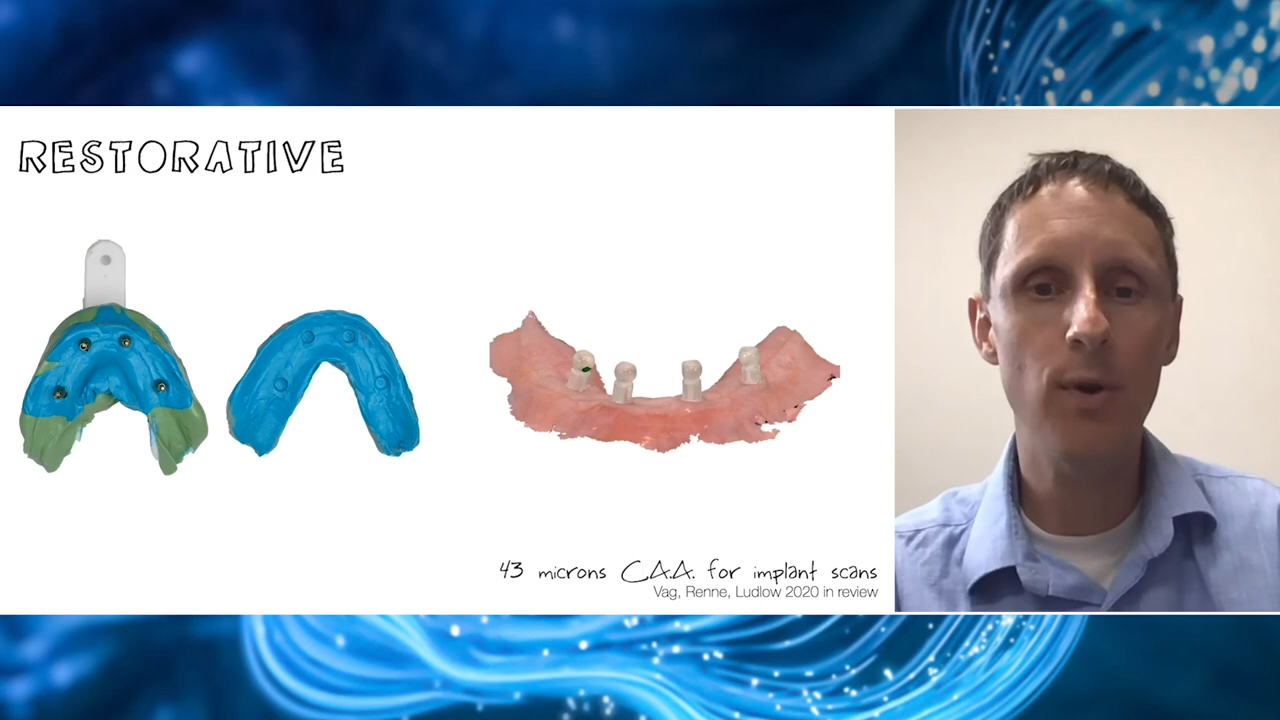 RESTORATIVE
43 microns C.A.A. for implant scans
Vag, Renne, Ludlow 2020 in review